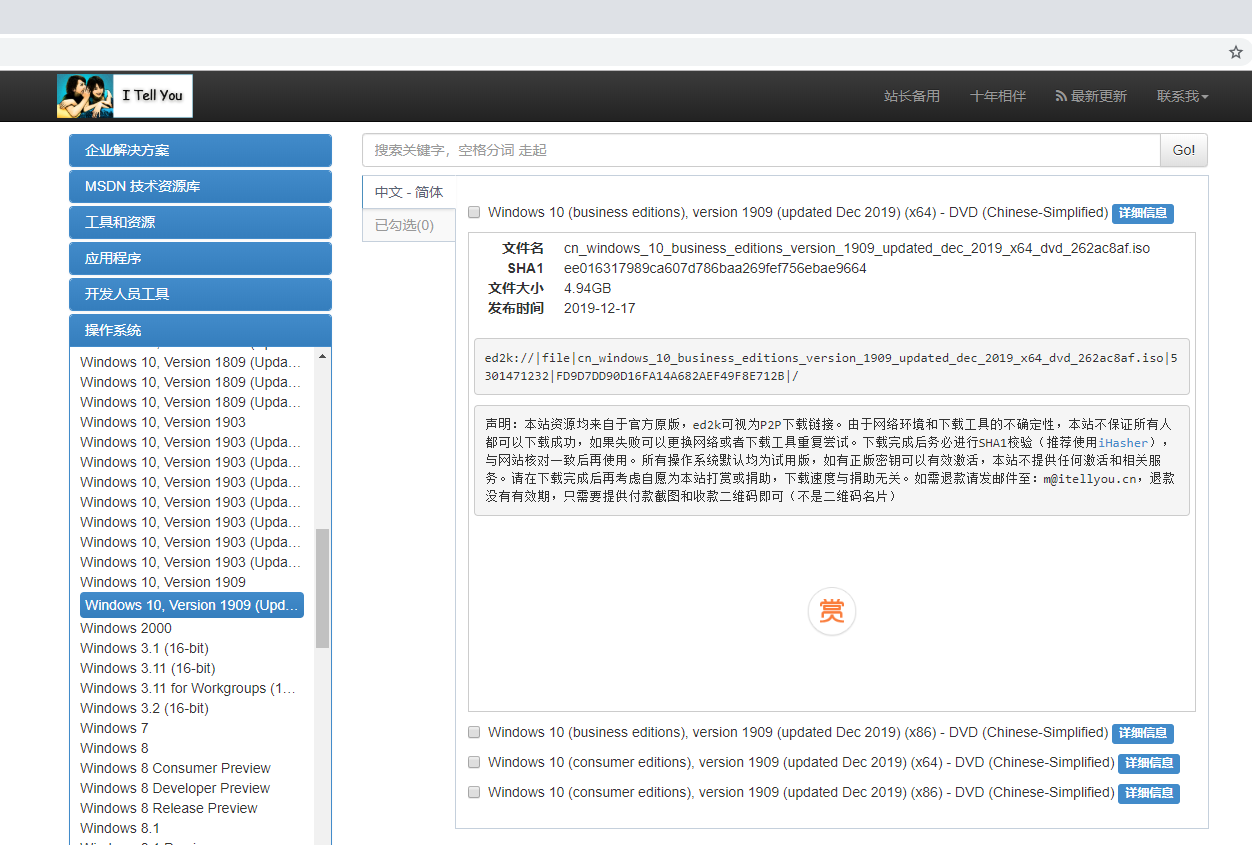 I Tell You
站长备用
十年相伴
最新更新
联系我
企业解决方案
MSDN 技术资源库
工具和资源
应用程序
开发人员工具
操作系统
Windows 10, Version 1809 (Upda…
Windows 10, Version 1809 (Upda…
Windows 10, Version 1809 (Upda…
Windows 10, Version 1903
Windows 10, Version 1903 (Upda…
Windows 10, Version 1903 (Upda…
Windows 10, Version 1903 (Upda…
Windows 10, Version 1903 (Upda…
Windows 10, Version 1903 (Upda…
Windows 10, Version 1903 (Upda…
Windows 10, Version 1903 (Upda…
Windows 10, Version 1909
Windows 10, Version 1909 (Upd…
Windows 2000
Windows 3.1 (16-bit)
Windows 3.11 (16-bit)
Windows 3.11 for Workgroups (1…
Windows 3.2 (16-bit)
Windows 7
Windows 8
Windows 8 Consumer Preview
Windows 8 Developer Preview
Windows 8 Release Preview
Windows 8.1
搜索关键字，空格分词 走起
Go!
中文 - 简体
已勾选(0)
Windows 10 (business editions), version 1909 (updated Dec 2019) (x64) - DVD (Chinese-Simplified) 详细信息
文件名 cn_windows_10_business_editions_version_1909_updated_dec_2019_x64_dvd_262ac8af.iso
SHA1 ee016317989ca607d786baa269fef756ebae9664
文件大小 4.94GB
发布时间 2019-12-17
ed2k://|file|cn_windows_10_business_editions_version_1909_updated_dec_2019_x64_dvd_262ac8af.iso|5
301471232|FD9D7DD90D16FA14A682AEF49F8E712B|/
声明：本站资源均来自于官方原版，ed2k可视为P2P下载链接。由于网络环境和下载工具的不确定性，本站不保证所有人
都可以下载成功，如果失败可以更换网络或者下载工具重复尝试。下载完成后务必进行SHA1校验（推荐使用iHasher），
与网站核对一致后再使用。所有操作系统默认均为试用版，如有正版密钥可以有效激活，本站不提供任何激活和相关服
务。请在下载完成后再考虑自愿为本站打赏或捐助，下载速度与捐助无关。如需退款请发邮件至：m@itellyou.cn，退款
没有有效期，只需要提供付款截图和收款二维码即可（不是二维码名片）
赏
Windows 10 (business editions), version 1909 (updated Dec 2019) (x86) - DVD (Chinese-Simplified) 详细信息
Windows 10 (consumer editions), version 1909 (updated Dec 2019) (x64) - DVD (Chinese-Simplified) 详细信息
Windows 10 (consumer editions), version 1909 (updated Dec 2019) (x86) - DVD (Chinese-Simplified) 详细信息